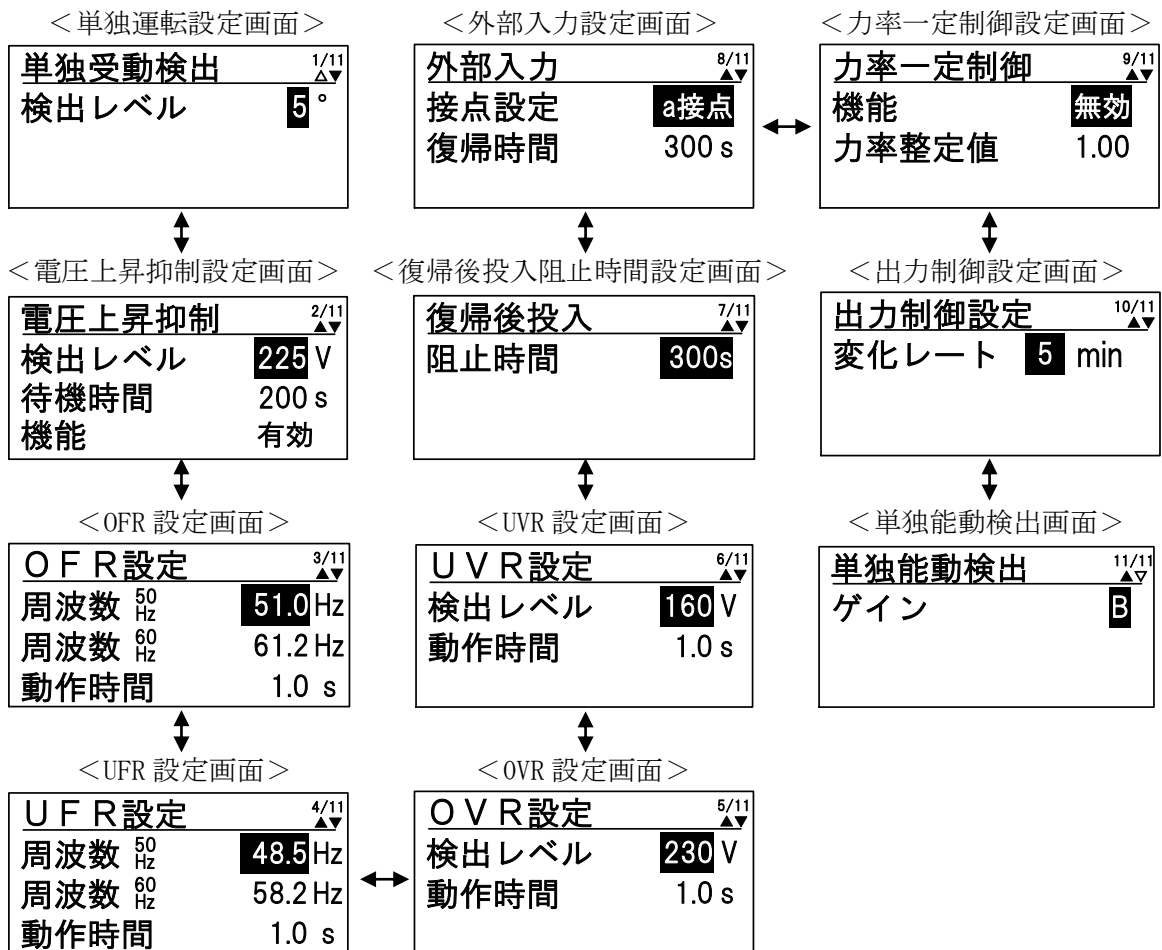 ＜単独運転設定画面＞
単独受動検出 1/11
△▼
検出レベル 5 °
＜電圧上昇抑制設定画面＞
電圧上昇抑制 2/11
▲▼
検出レベル 225 V
待機時間 200 s
機能 有効
＜OFR 設定画面＞
ＯＦＲ設定 3/11
▲▼
周波数 50Hz 51.0 Hz
周波数 60Hz 61.2 Hz
動作時間 1.0 s
＜UFR 設定画面＞
ＵＦＲ設定 4/11
▲▼
周波数 50Hz 48.5 Hz
周波数 60Hz 58.2 Hz
動作時間 1.0 s
＜OVR 設定画面＞
ＯＶＲ設定 5/11
▲▼
検出レベル 230 V
動作時間 1.0 s
＜UVR 設定画面＞
ＵＶＲ設定 6/11
▲▼
検出レベル 160 V
動作時間 1.0 s
＜復帰後投入阻止時間設定画面＞
復帰後投入 7/11
▲▼
阻止時間 300s
＜外部入力設定画面＞
外部入力 8/11
▲▼
接点設定 a接点
復帰時間 300 s
＜力率一定制御設定画面＞
力率一定制御 9/11
▲▼
機能 無効
力率整定値 1.00
＜出力制御設定画面＞
出力制御設定 10/11
▲▼
変化レート 5 min
＜単独能動検出画面＞
単独能動検出 11/11
▲▽
ゲイン B